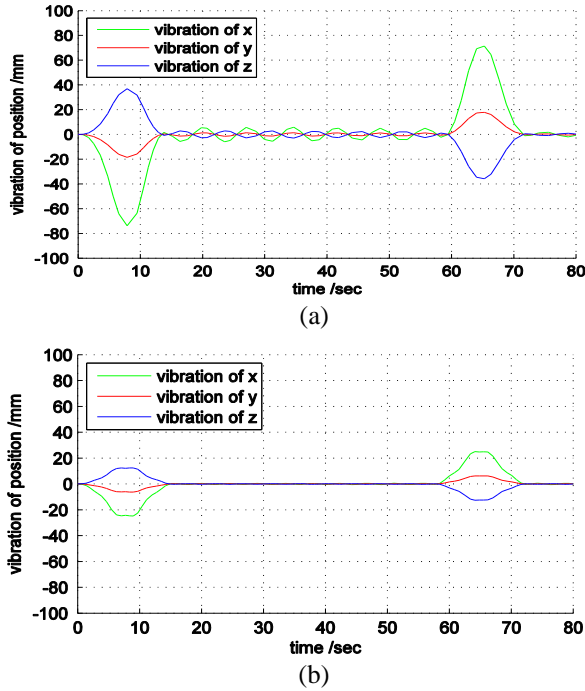 100
80
60
40
20
0
-20
-40
-60
-80
-100
vibration of position /mm
vibration of x
vibration of y
vibration of z
0 10 20 30 40 50 60 70 80
time /sec
(a)
100
80
60
40
20
0
-20
-40
-60
-80
-100
vibration of position /mm
vibration of x
vibration of y
vibration of z
0 10 20 30 40 50 60 70 80
time /sec
(b)